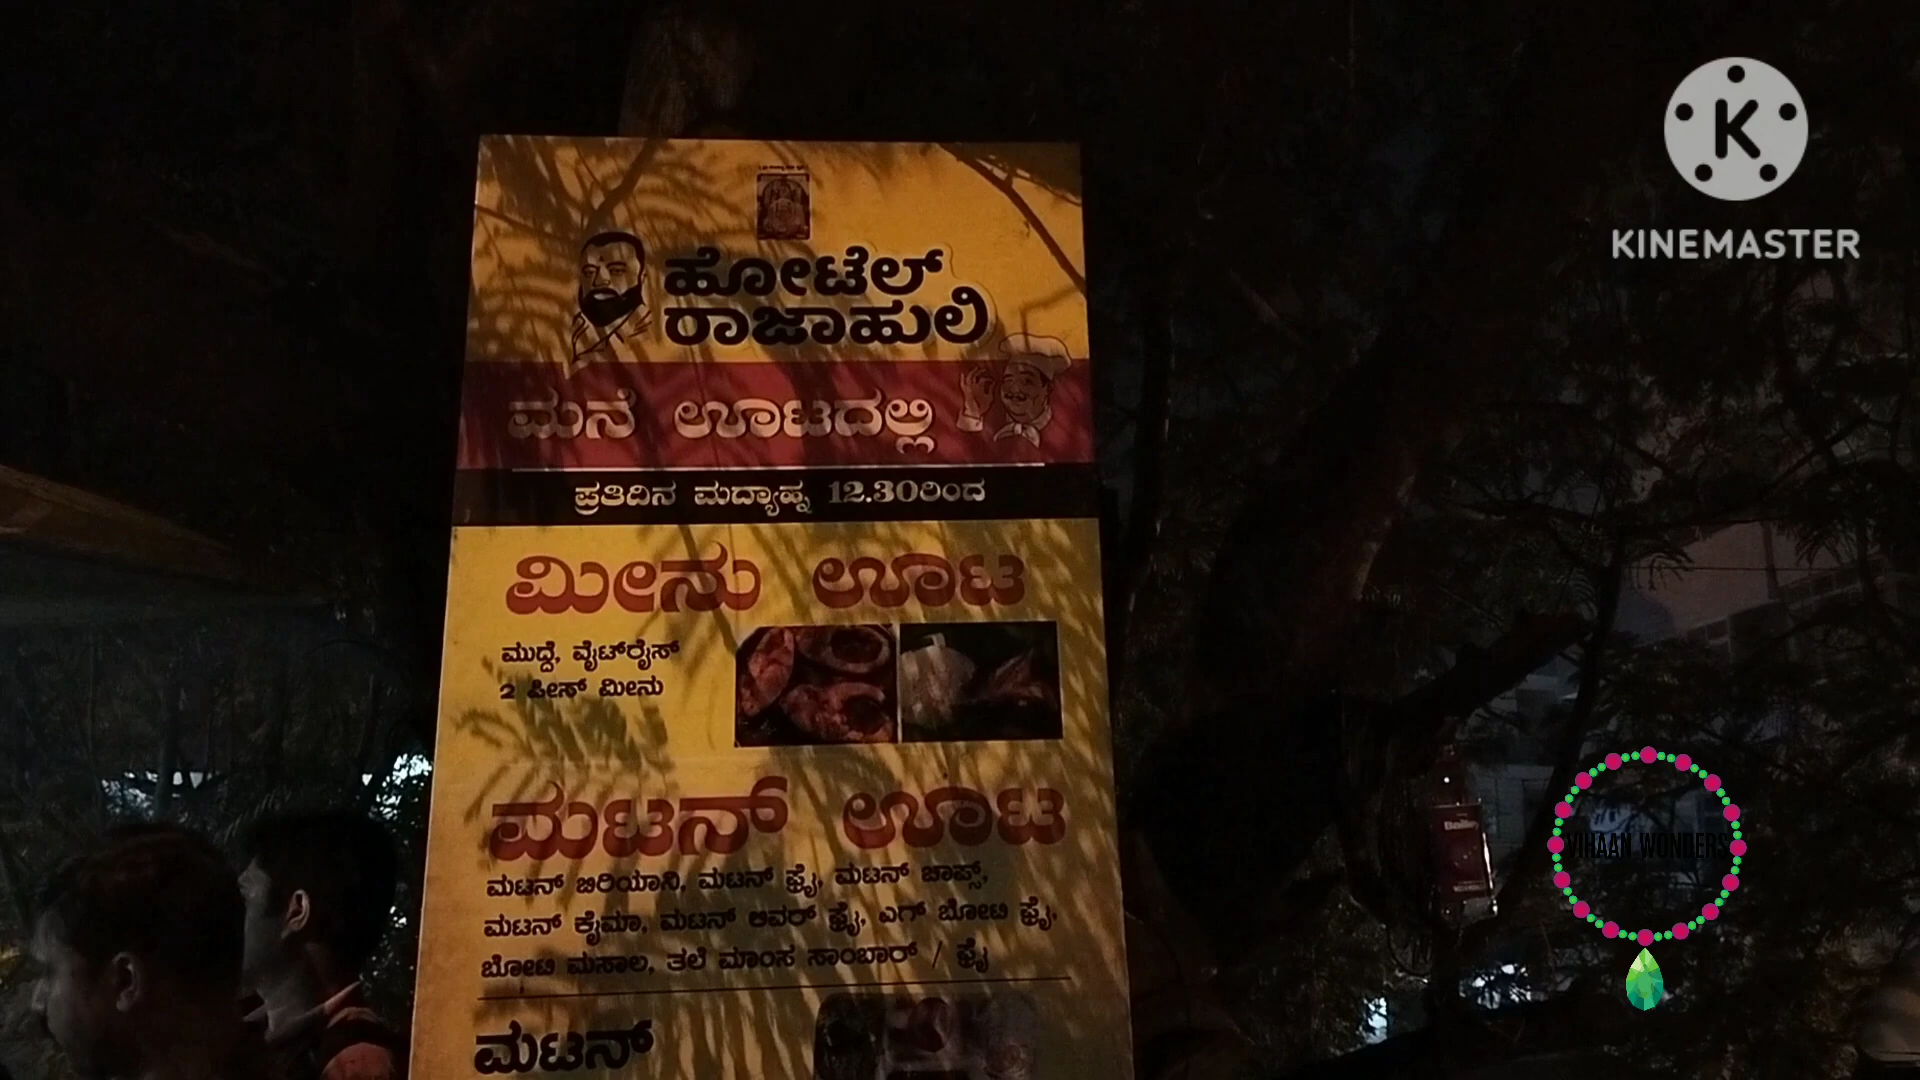 ಹೋಟೆಲ್
ರಾಜಾಹುಲಿ
ಮನೆ ಊಟದಲ್ಲಿ
ಪ್ರತಿದಿನ ಮದ್ಯಾಹ್ನ 12.30ರಿಂದ
ಮೀನು ಊಟ
ಮುದ್ದೆ, ವೈಟ್‌ರೈಸ್
2 ಪೀಸ್ ಮೀನು
ಮಟನ್ ಊಟ
ಮಟನ್ ಬಿರಿಯಾನಿ, ಮಟನ್ ಫ್ರೈ, ಮಟನ್ ಚಾಪ್ಸ್,
ಮಟನ್ ಕೈಮಾ, ಮಟನ್ ಲಿವರ್ ಫ್ರೈ, ಎಗ್ ಬೋಟಿ ಫ್ರೈ,
ಬೋಟಿ ಮಸಾಲ, ತಲೆ ಮಾಂಸ ಸಾಂಬಾರ್ / ಫ್ರೈ
ಮಟನ್
K
KINEMASTER
VIHAAN WONDERS